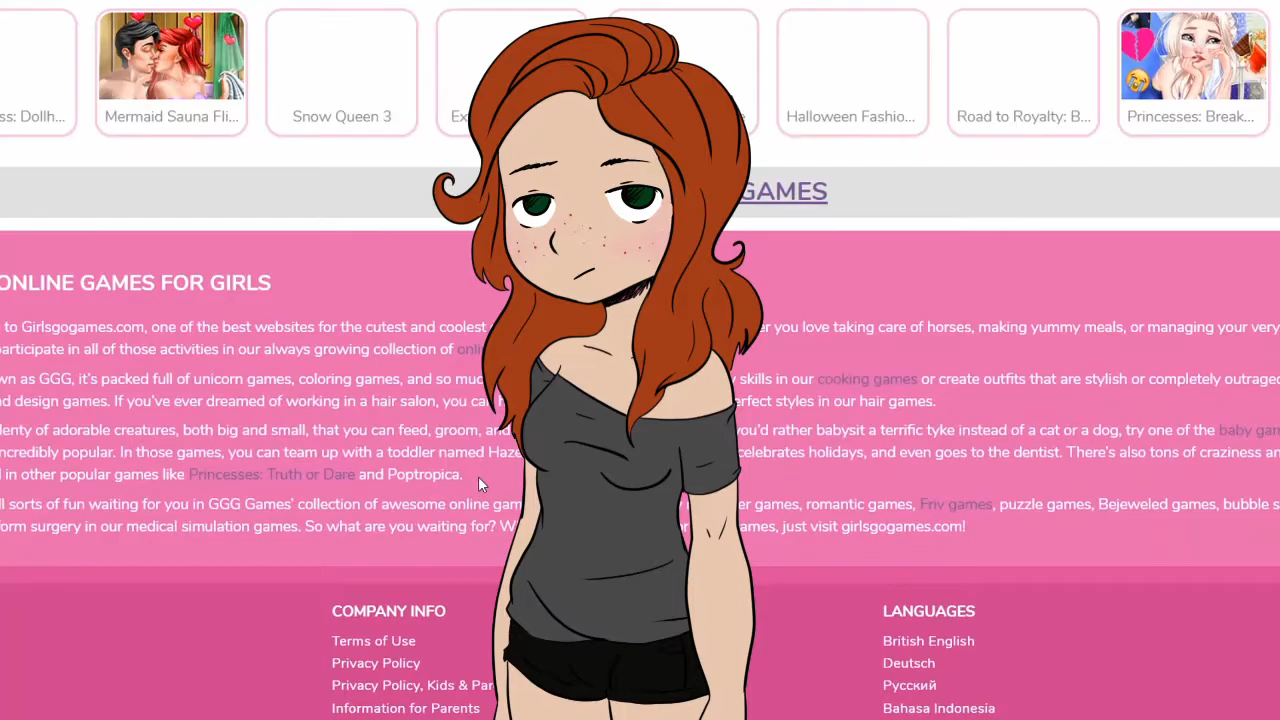 ss: Dollh...
Mermaid Sauna Fli...
Snow Queen 3
Ex
e
Halloween Fashio...
Road to Royalty: B...
Princesses: Break...
GAMES
ONLINE GAMES FOR GIRLS
to Girlsgogames.com, one of the best websites for the cutest and coolest er you love taking care of horses, making yummy meals, or managing your very
articipate in all of those activities in our always growing collection of onli
wn as GGG, it's packed full of unicorn games, coloring games, and so muc y skills in our cooking games or create outfits that are stylish or completely outraged
nd design games. If you've ever dreamed of working in a hair salon, you can h erfect styles in our hair games.
lenty of adorable creatures, both big and small, that you can feed, groom, and you'd rather babysit a terrific tyke instead of a cat or a dog, try one of the baby gam
ncredibly popular. In those games, you can team up with a toddler named Haze celebrates holidays, and even goes to the dentist. There's also tons of craziness an
l in other popular games like Princesses: Truth or Dare and Poptropica.
ll sorts of fun waiting for you in GGG Games' collection of awesome online gam er games, romantic games, Friv games, puzzle games, Bejeweled games, bubble s
form surgery in our medical simulation games. So what are you waiting for? W or games, just visit girlsgogames.com!
COMPANY INFO
Terms of Use
Privacy Policy
Privacy Policy, Kids & Par
Information for Parents
LANGUAGES
British English
Deutsch
Русский
Bahasa Indonesia